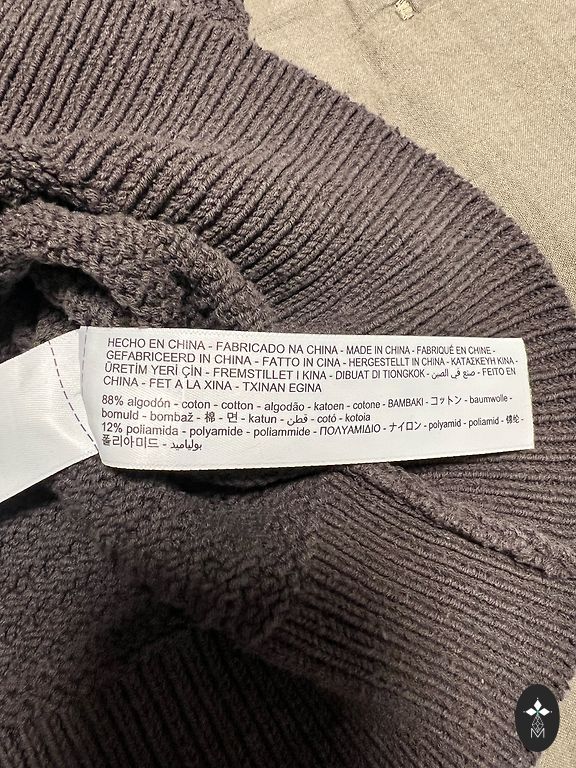 HECHO EN CHINA - FABRICADO NA CHINA - MADE IN CHINA - FABRIQUÉ EN CHINE -
GEFABRICEERD IN CHINA - FATTO IN CINA - HERGESTELLT IN CHINA - ΚΑΤΑΣΚΕΥΗ ΚΙΝΑ -
ÜRETİM YERİ ÇİN - FREMSTILLET I KINA - DIBUAT DI TIONGKOK - صنع في الصين - FEITO EN
CHINA - FET A LA XINA - TXINAN EGINA
88% algodón - coton - cotton - algodão - katoen - cotone - ΒΑΜΒΑΚΙ - コットン - baumwolle -
bomuld - bombaž - 棉 - 면 - katun - قطن - cotó - kotoia
12% poliamida - polyamide - poliammide - ΠΟΛΥΑΜΙΔΙΟ - ナイロン - polyamid - poliamid - 锦纶 -
폴리아미드 - بولياميد
M